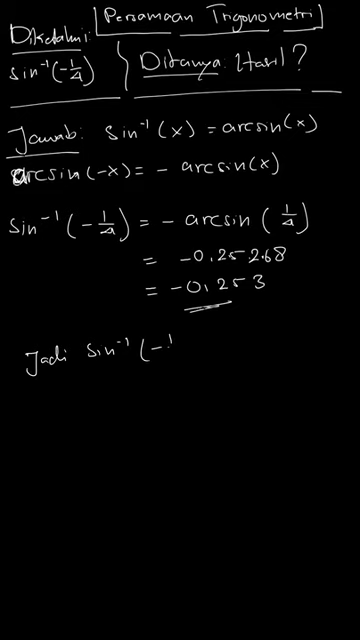 Persamaan Trigonometri
Diketahui:
sin⁻¹(-1/4)
Ditanya: Hasil?
Jawab: sin⁻¹(x) = arcsin(x)
arcsin(-x) = - arcsin(x)
sin⁻¹(-1/4) = - arcsin(1/4)
= -0,25268
= -0,253
Jadi sin⁻¹(-1